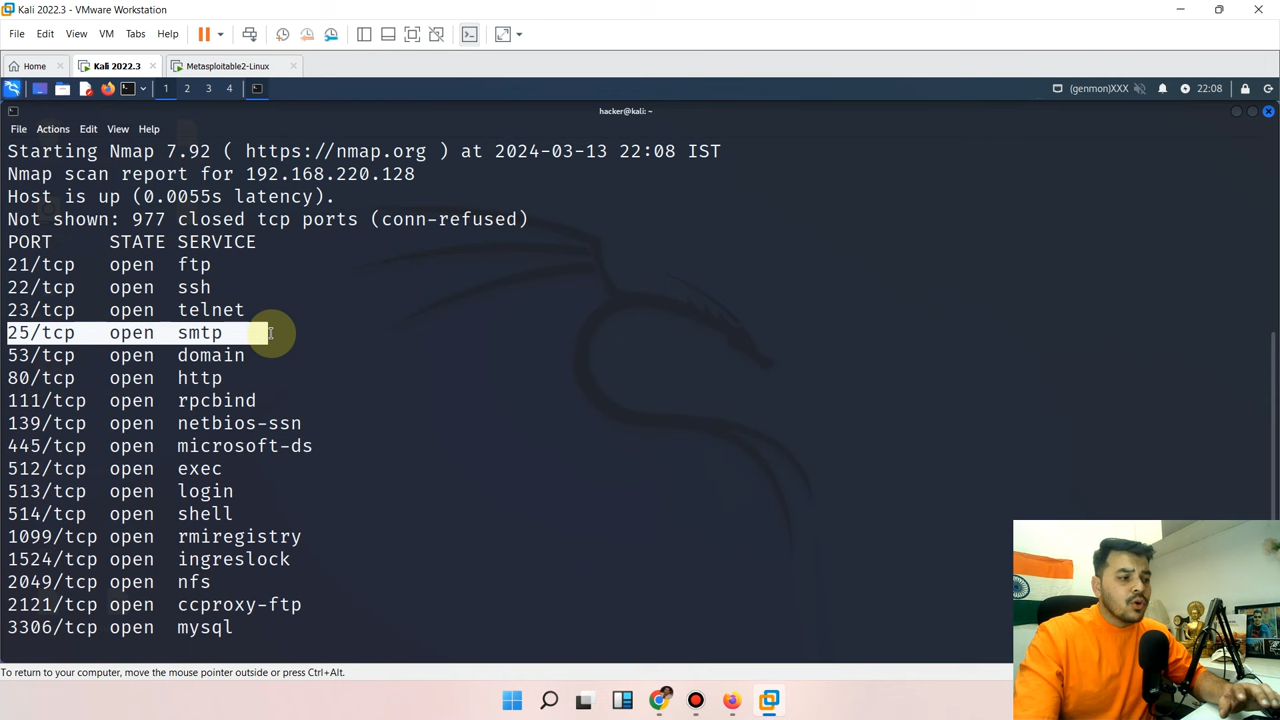 Kali 2022.3 - VMware Workstation
File Edit View VM Tabs Help
Home Kali 2022.3 Metasploitable2-Linux
1 2 3 4 (genmon)XXX 22:08
hacker@kali: ~
File Actions Edit View Help
Starting Nmap 7.92 ( https://nmap.org ) at 2024-03-13 22:08 IST
Nmap scan report for 192.168.220.128
Host is up (0.0055s latency).
Not shown: 977 closed tcp ports (conn-refused)
PORT STATE SERVICE
21/tcp open ftp
22/tcp open ssh
23/tcp open telnet
25/tcp open smtp
53/tcp open domain
80/tcp open http
111/tcp open rpcbind
139/tcp open netbios-ssn
445/tcp open microsoft-ds
512/tcp open exec
513/tcp open login
514/tcp open shell
1099/tcp open rmiregistry
1524/tcp open ingreslock
2049/tcp open nfs
2121/tcp open ccproxy-ftp
3306/tcp open mysql
To return to your computer, move the mouse pointer outside or press Ctrl+Alt.